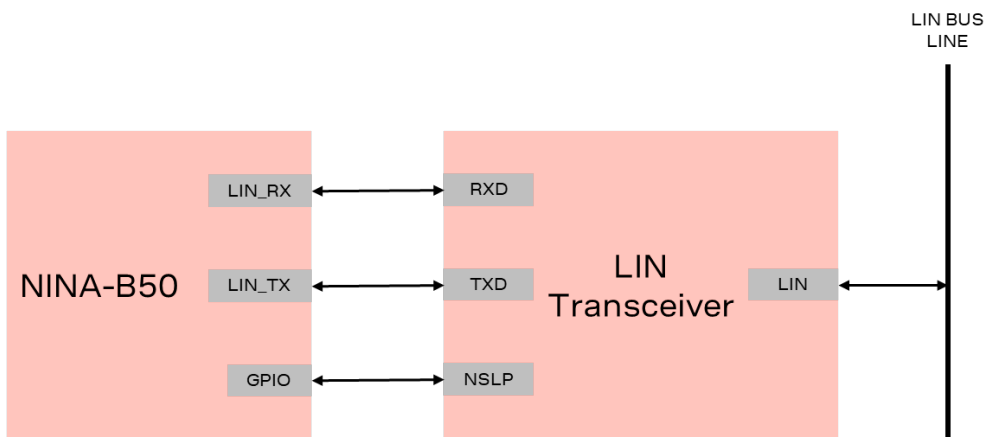 LIN BUS
LINE
LIN_RX
RXD
NINA-B50
LIN_TX
TXD
LIN
Transceiver
LIN
GPIO
NSLP